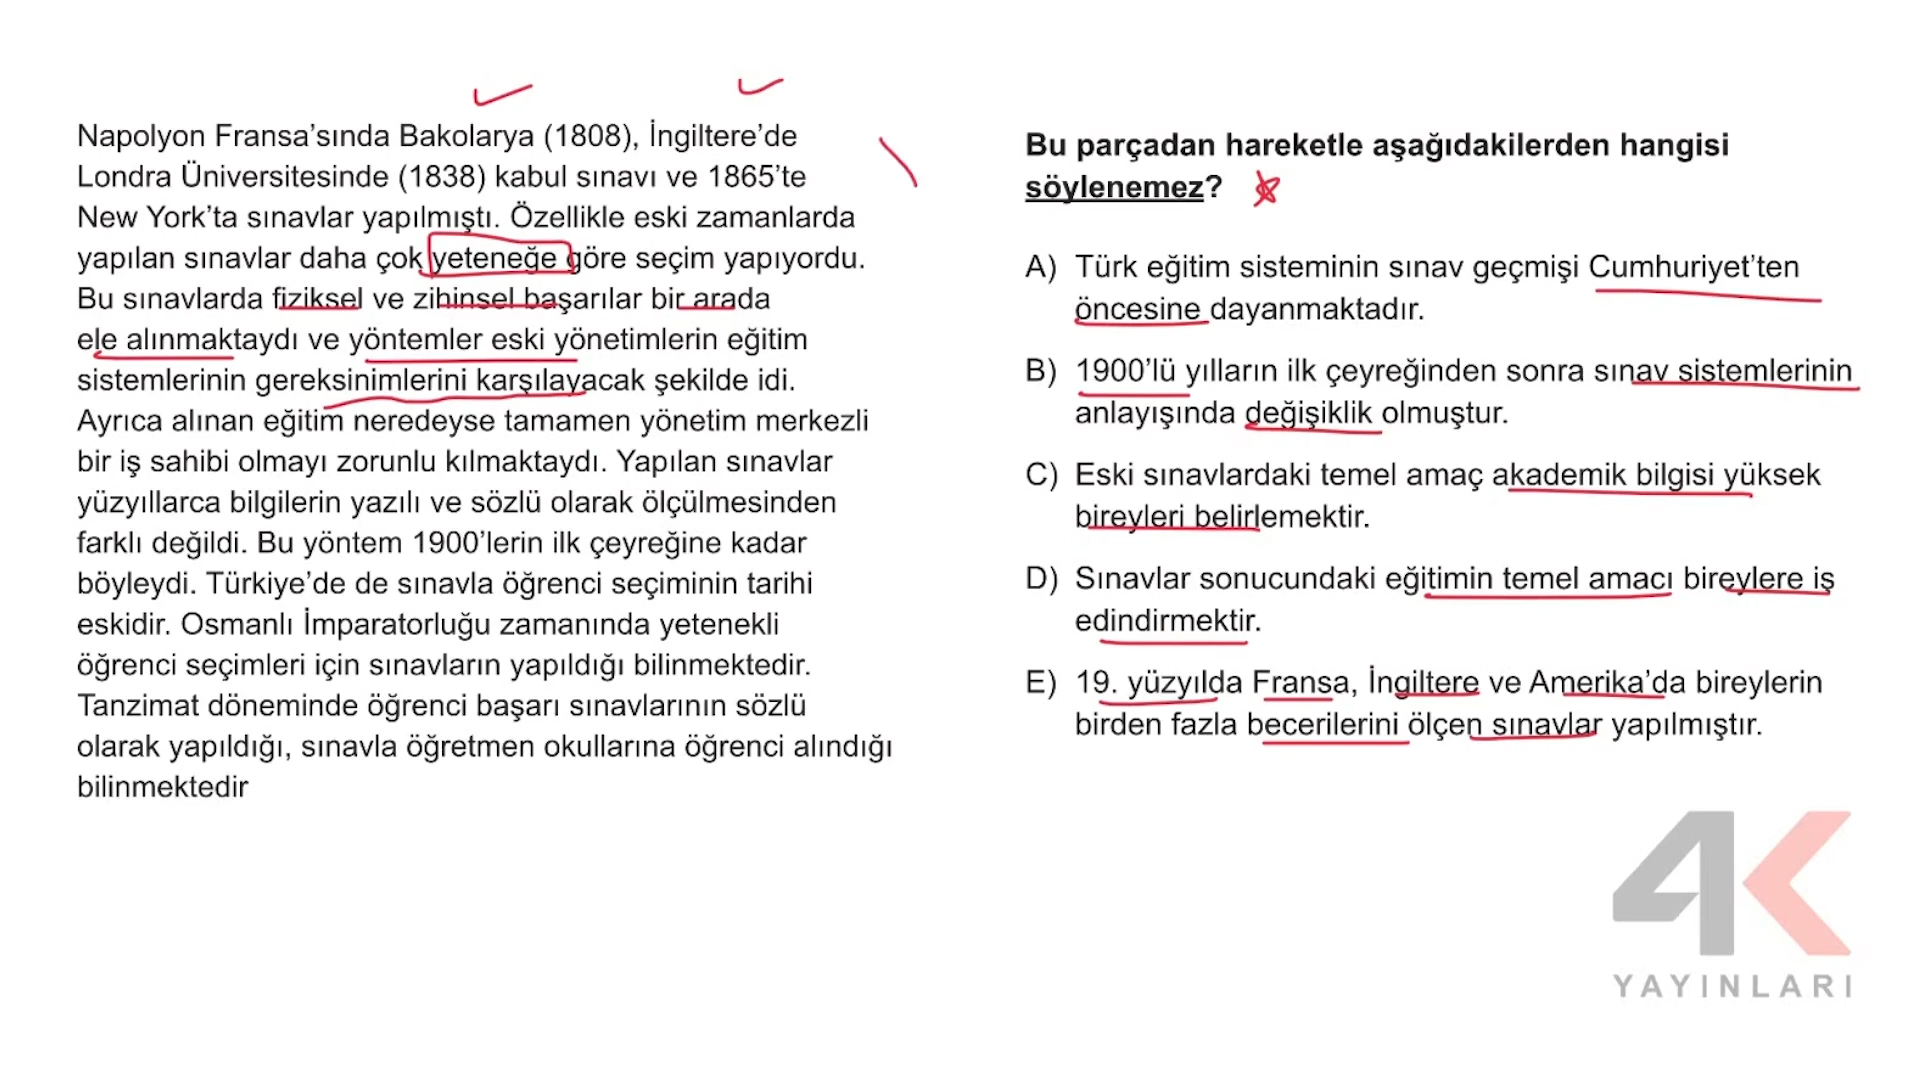 Napolyon Fransa’sında Bakolarya (1808), İngiltere’de
Londra Üniversitesinde (1838) kabul sınavı ve 1865’te
New York’ta sınavlar yapılmıştı. Özellikle eski zamanlarda
yapılan sınavlar daha çok yeteneğe göre seçim yapıyordu.
Bu sınavlarda fiziksel ve zihinsel başarılar bir arada
ele alınmaktaydı ve yöntemler eski yönetimlerin eğitim
sistemlerinin gereksinimlerini karşılayacak şekilde idi.
Ayrıca alınan eğitim neredeyse tamamen yönetim merkezli
bir iş sahibi olmayı zorunlu kılmaktaydı. Yapılan sınavlar
yüzyıllarca bilgilerin yazılı ve sözlü olarak ölçülmesinden
farklı değildi. Bu yöntem 1900’lerin ilk çeyreğine kadar
böyleydi. Türkiye’de de sınavla öğrenci seçiminin tarihi
eskidir. Osmanlı İmparatorluğu zamanında yetenekli
öğrenci seçimleri için sınavların yapıldığı bilinmektedir.
Tanzimat döneminde öğrenci başarı sınavlarının sözlü
olarak yapıldığı, sınavla öğretmen okullarına öğrenci alındığı
bilinmektedir
Bu parçadan hareketle aşağıdakilerden hangisi
söylenemez?
A) Türk eğitim sisteminin sınav geçmişi Cumhuriyet’ten
öncesine dayanmaktadır.
B) 1900’lü yılların ilk çeyreğinden sonra sınav sistemlerinin
anlayışında değişiklik olmuştur.
C) Eski sınavlardaki temel amaç akademik bilgisi yüksek
bireyleri belirlemektir.
D) Sınavlar sonucundaki eğitimin temel amacı bireylere iş
edindirmektir.
E) 19. yüzyılda Fransa, İngiltere ve Amerika’da bireylerin
birden fazla becerilerini ölçen sınavlar yapılmıştır.
4K
YAYINLARI